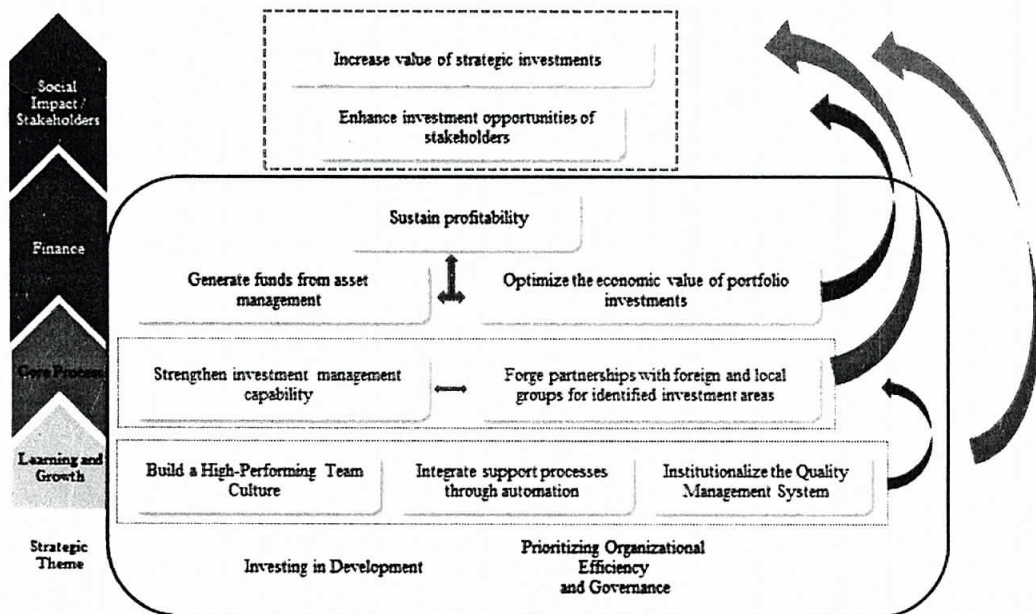 Social
Impact /
Stakeholders
Increase value of strategic investments
Enhance investment opportunities of
stakeholders
Finance
Sustain profitability
Generate funds from asset
management
Optimize the economic value of portfolio
investments
Core Process
Strengthen investment management
capability
Forge partnerships with foreign and local
groups for identified investment areas
Learning and
Growth
Build a High-Performing Team
Culture
Integrate support processes
through automation
Institutionalize the Quality
Management System
Strategic
Theme
Investing in Development
Prioritizing Organizational
Efficiency
and Governance